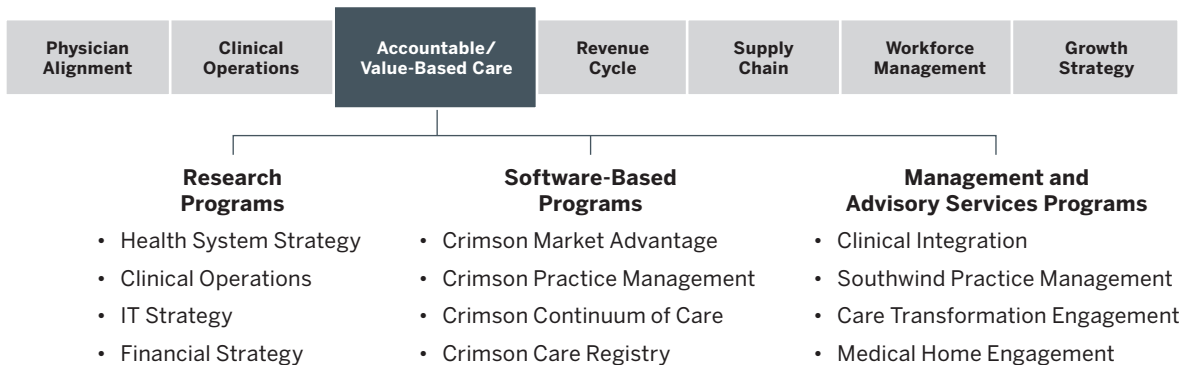 Physician
Alignment
Clinical
Operations
Accountable/
Value-Based Care
Revenue
Cycle
Supply
Chain
Workforce
Management
Growth
Strategy
Research
Programs
• Health System Strategy
• Clinical Operations
• IT Strategy
• Financial Strategy
Software-Based
Programs
• Crimson Market Advantage
• Crimson Practice Management
• Crimson Continuum of Care
• Crimson Care Registry
Management and
Advisory Services Programs
• Clinical Integration
• Southwind Practice Management
• Care Transformation Engagement
• Medical Home Engagement